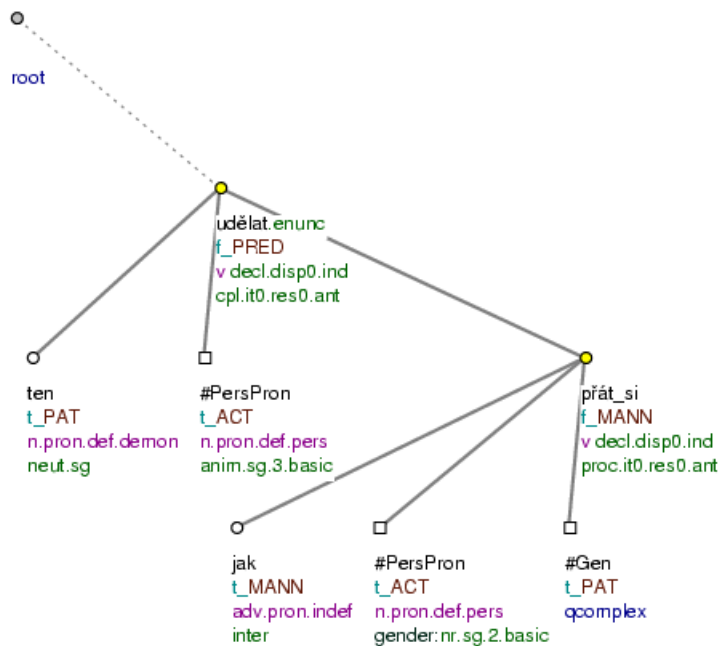 root
udělat.enunc
f_PRED
v decl.disp0.ind
cpl.it0.res0.ant
ten
t_PAT
n.pron.def.demon
neut.sg
#PersPron
t_ACT
n.pron.def.pers
anim.sg.3.basic
přát_si
f_MANN
v decl.disp0.ind
proc.it0.res0.ant
jak
t_MANN
adv.pron.indef
inter
#PersPron
t_ACT
n.pron.def.pers
gender:nr.sg.2.basic
#Gen
t_PAT
qcomplex